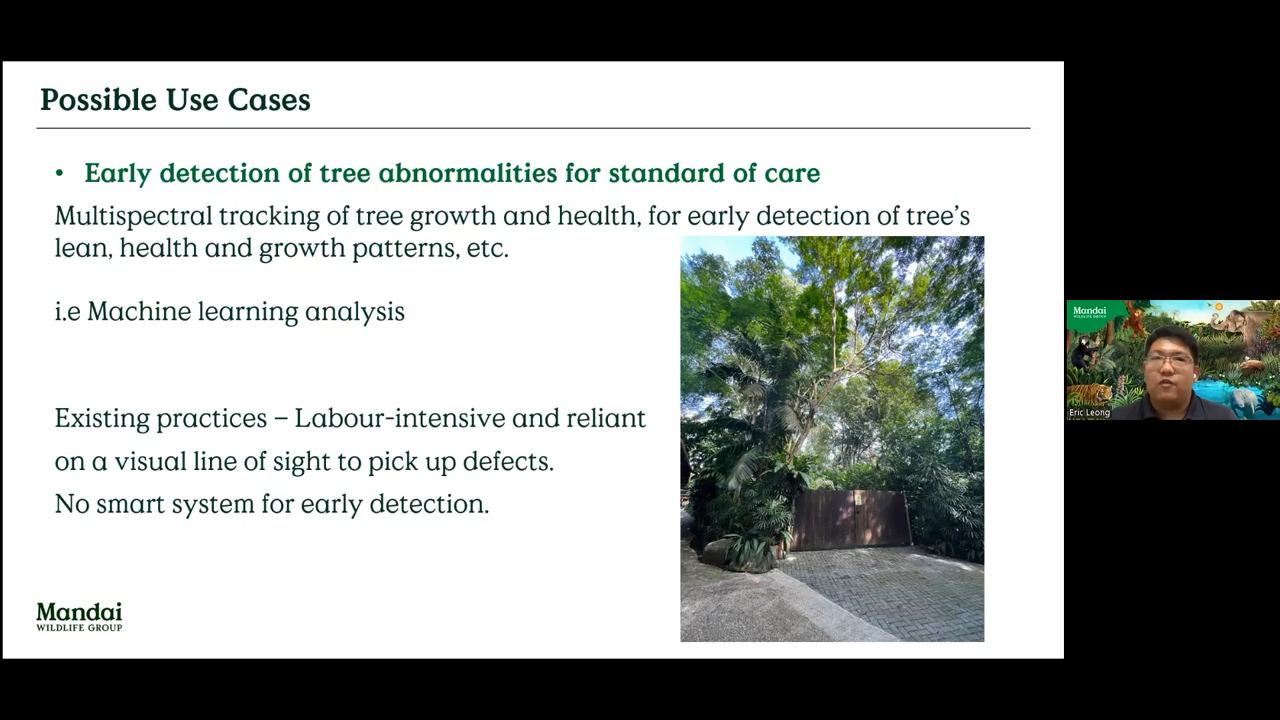 Possible Use Cases
• Early detection of tree abnormalities for standard of care
Multispectral tracking of tree growth and health, for early detection of tree’s
lean, health and growth patterns, etc.
i.e Machine learning analysis
Existing practices – Labour-intensive and reliant
on a visual line of sight to pick up defects.
No smart system for early detection.
Mandai
WILDLIFE GROUP
Mandai
WILDLIFE GROUP
Eric Leong